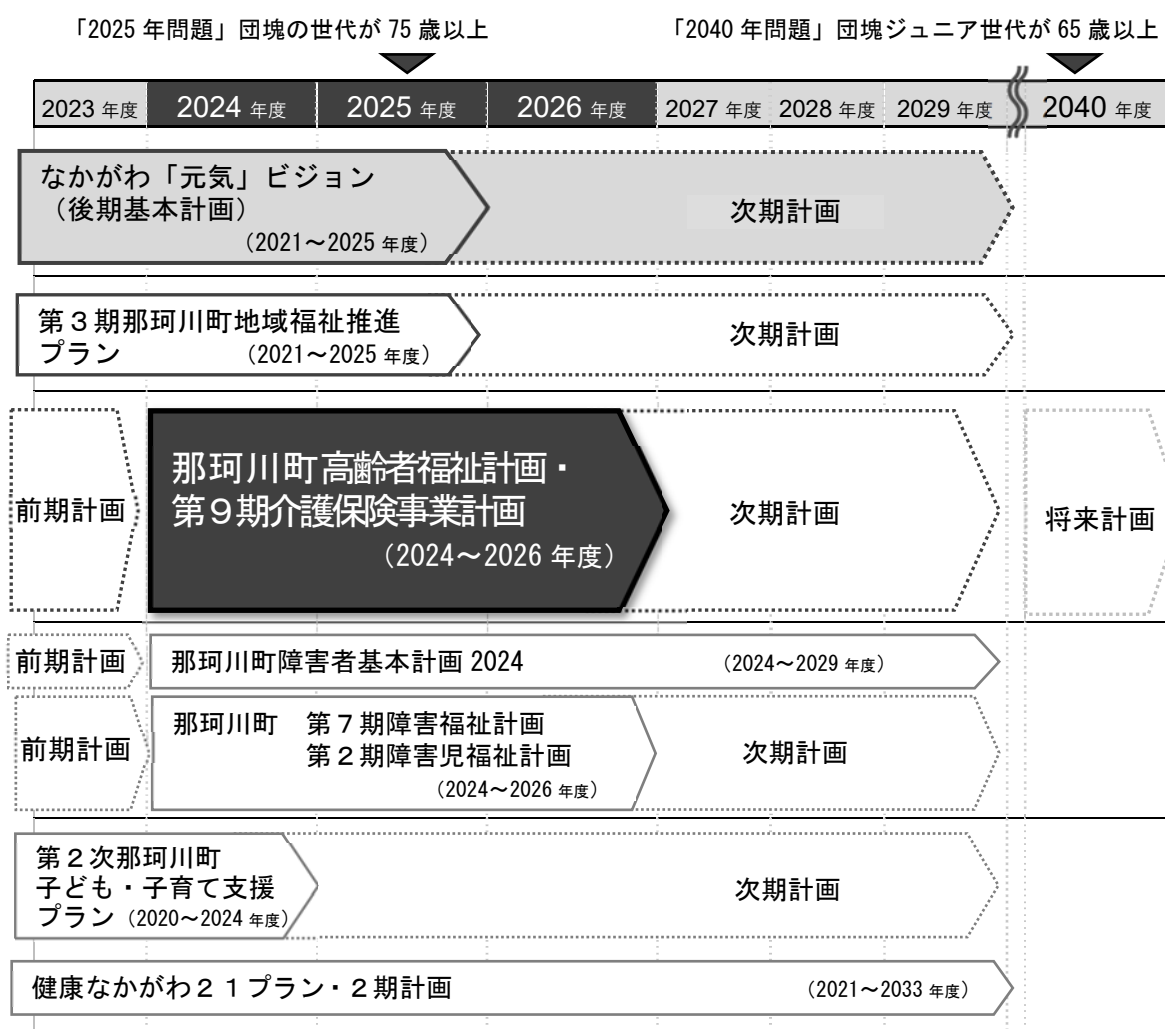 「2025 年問題」団塊の世代が 75 歳以上
「2040 年問題」団塊ジュニア世代が 65 歳以上
2023 年度 2024 年度 2025 年度 2026 年度 2027 年度 2028 年度 2029 年度 2040 年度
なかがわ「元気」ビジョン
（後期基本計画）
（2021～2025 年度）
次期計画
第３期那珂川町地域福祉推進
プラン （2021～2025 年度）
次期計画
前期計画
那珂川町高齢者福祉計画・
第９期介護保険事業計画
（2024～2026 年度）
次期計画
将来計画
前期計画
那珂川町障害者基本計画 2024 （2024～2029 年度）
前期計画
那珂川町 第７期障害福祉計画
第２期障害児福祉計画
（2024～2026 年度）
次期計画
第２次那珂川町
子ども・子育て支援
プラン（2020～2024 年度）
次期計画
健康なかがわ２１プラン・２期計画 （2021～2033 年度）